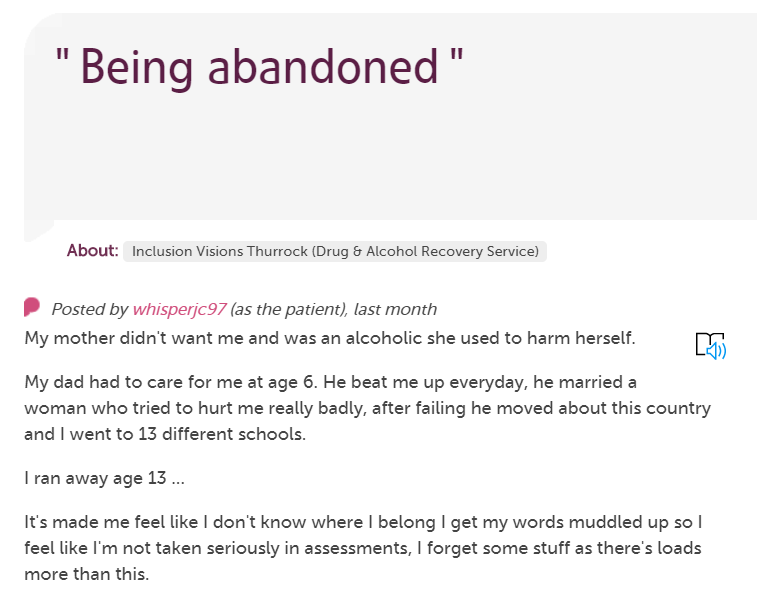 " Being abandoned "
About: Inclusion Visions Thurrock (Drug & Alcohol Recovery Service)
Posted by whisperjc97 (as the patient), last month
My mother didn't want me and was an alcoholic she used to harm herself.
My dad had to care for me at age 6. He beat me up everyday, he married a
woman who tried to hurt me really badly, after failing he moved about this country
and I went to 13 different schools.
I ran away age 13 ...
It's made me feel like I don't know where I belong I get my words muddled up so I
feel like I'm not taken seriously in assessments, I forget some stuff as there's loads
more than this.